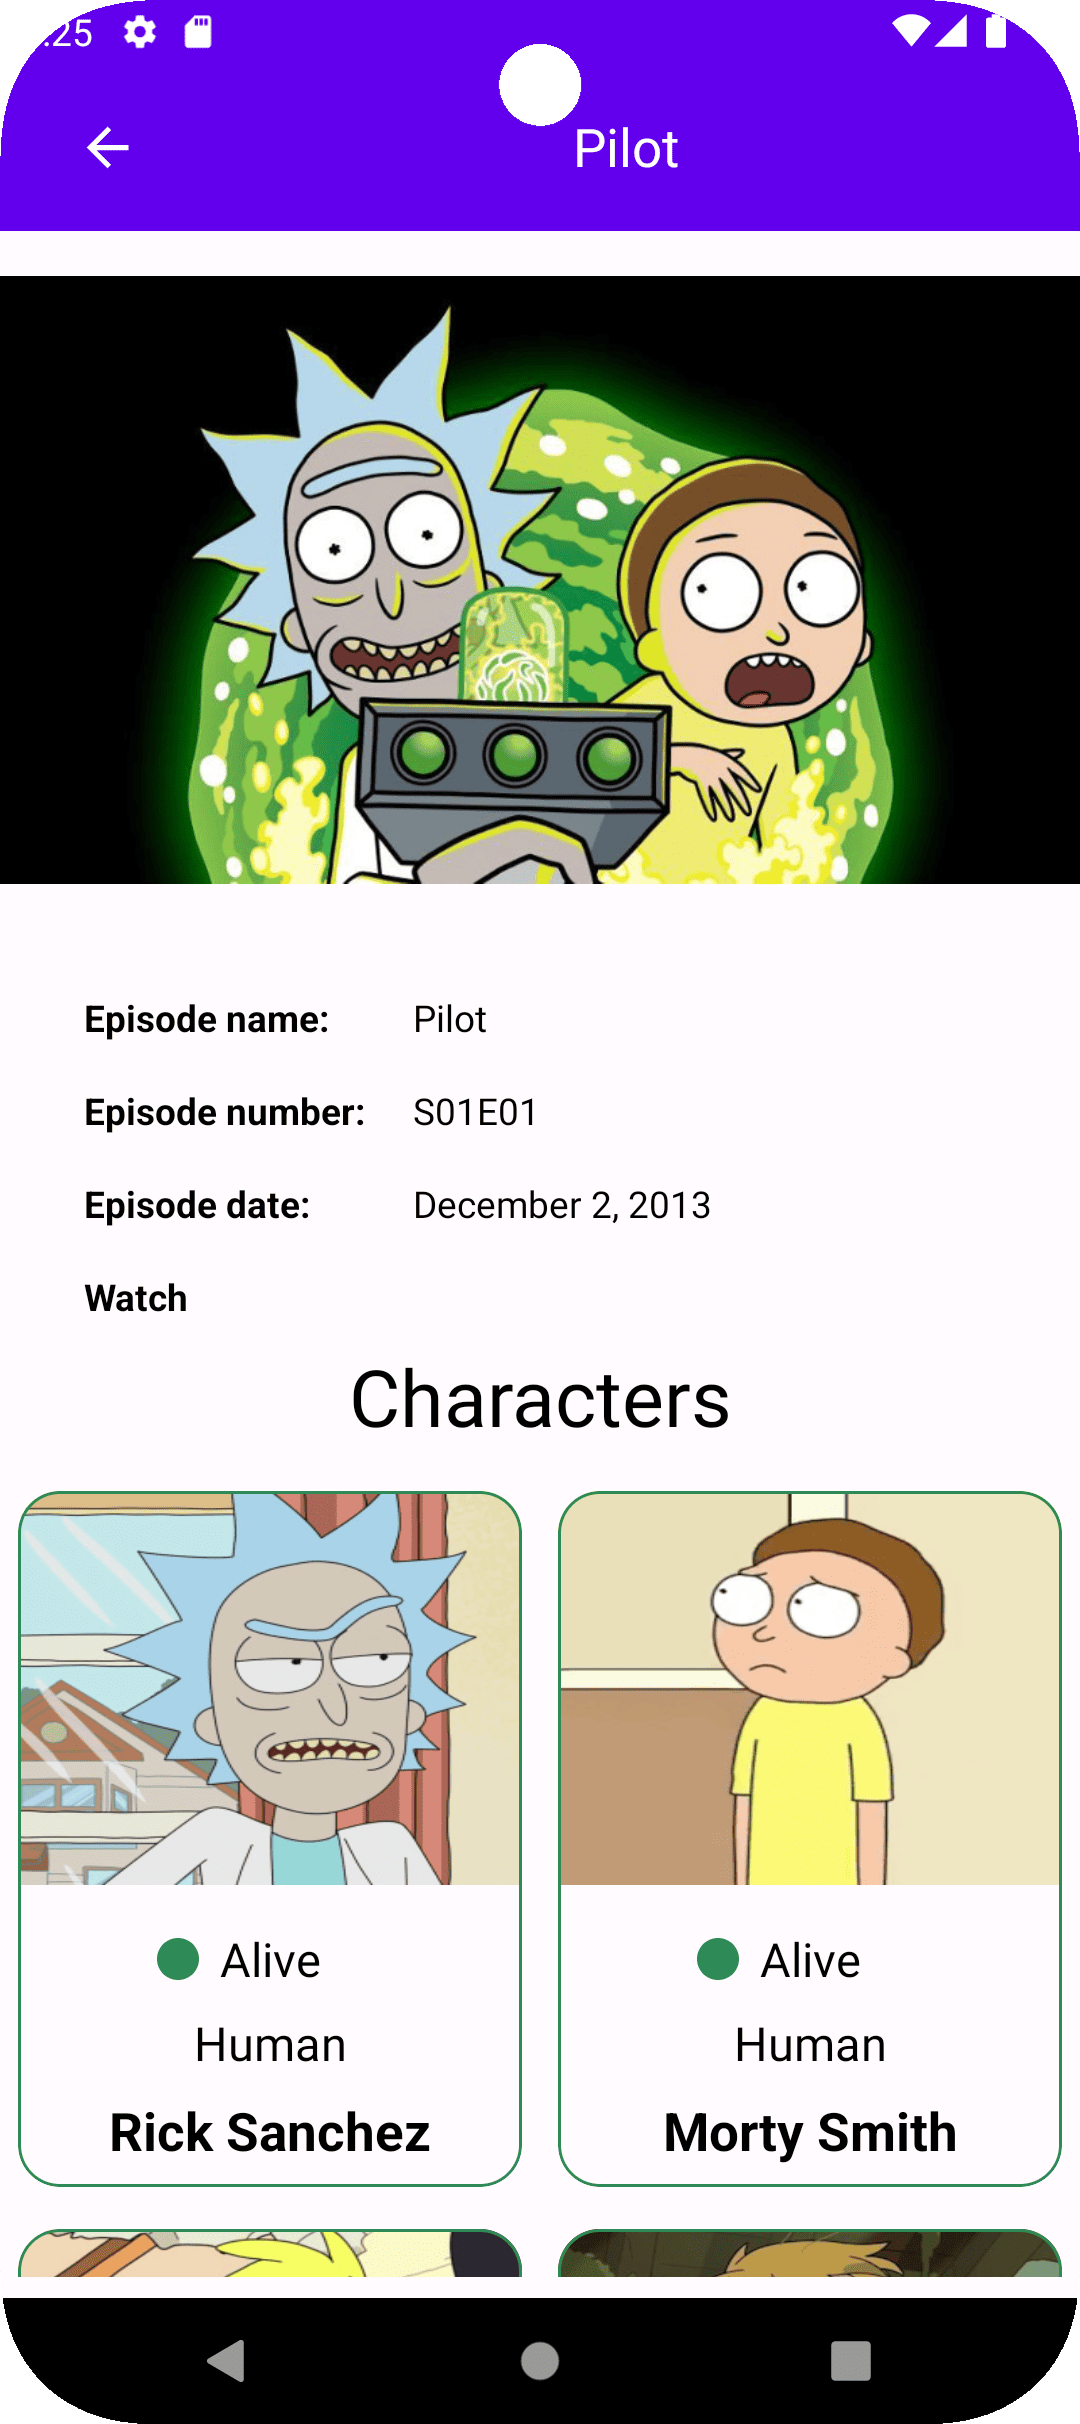 :25
Pilot
Episode name: Pilot
Episode number: S01E01
Episode date: December 2, 2013
Watch
Characters
Alive
Human
Rick Sanchez
Alive
Human
Morty Smith